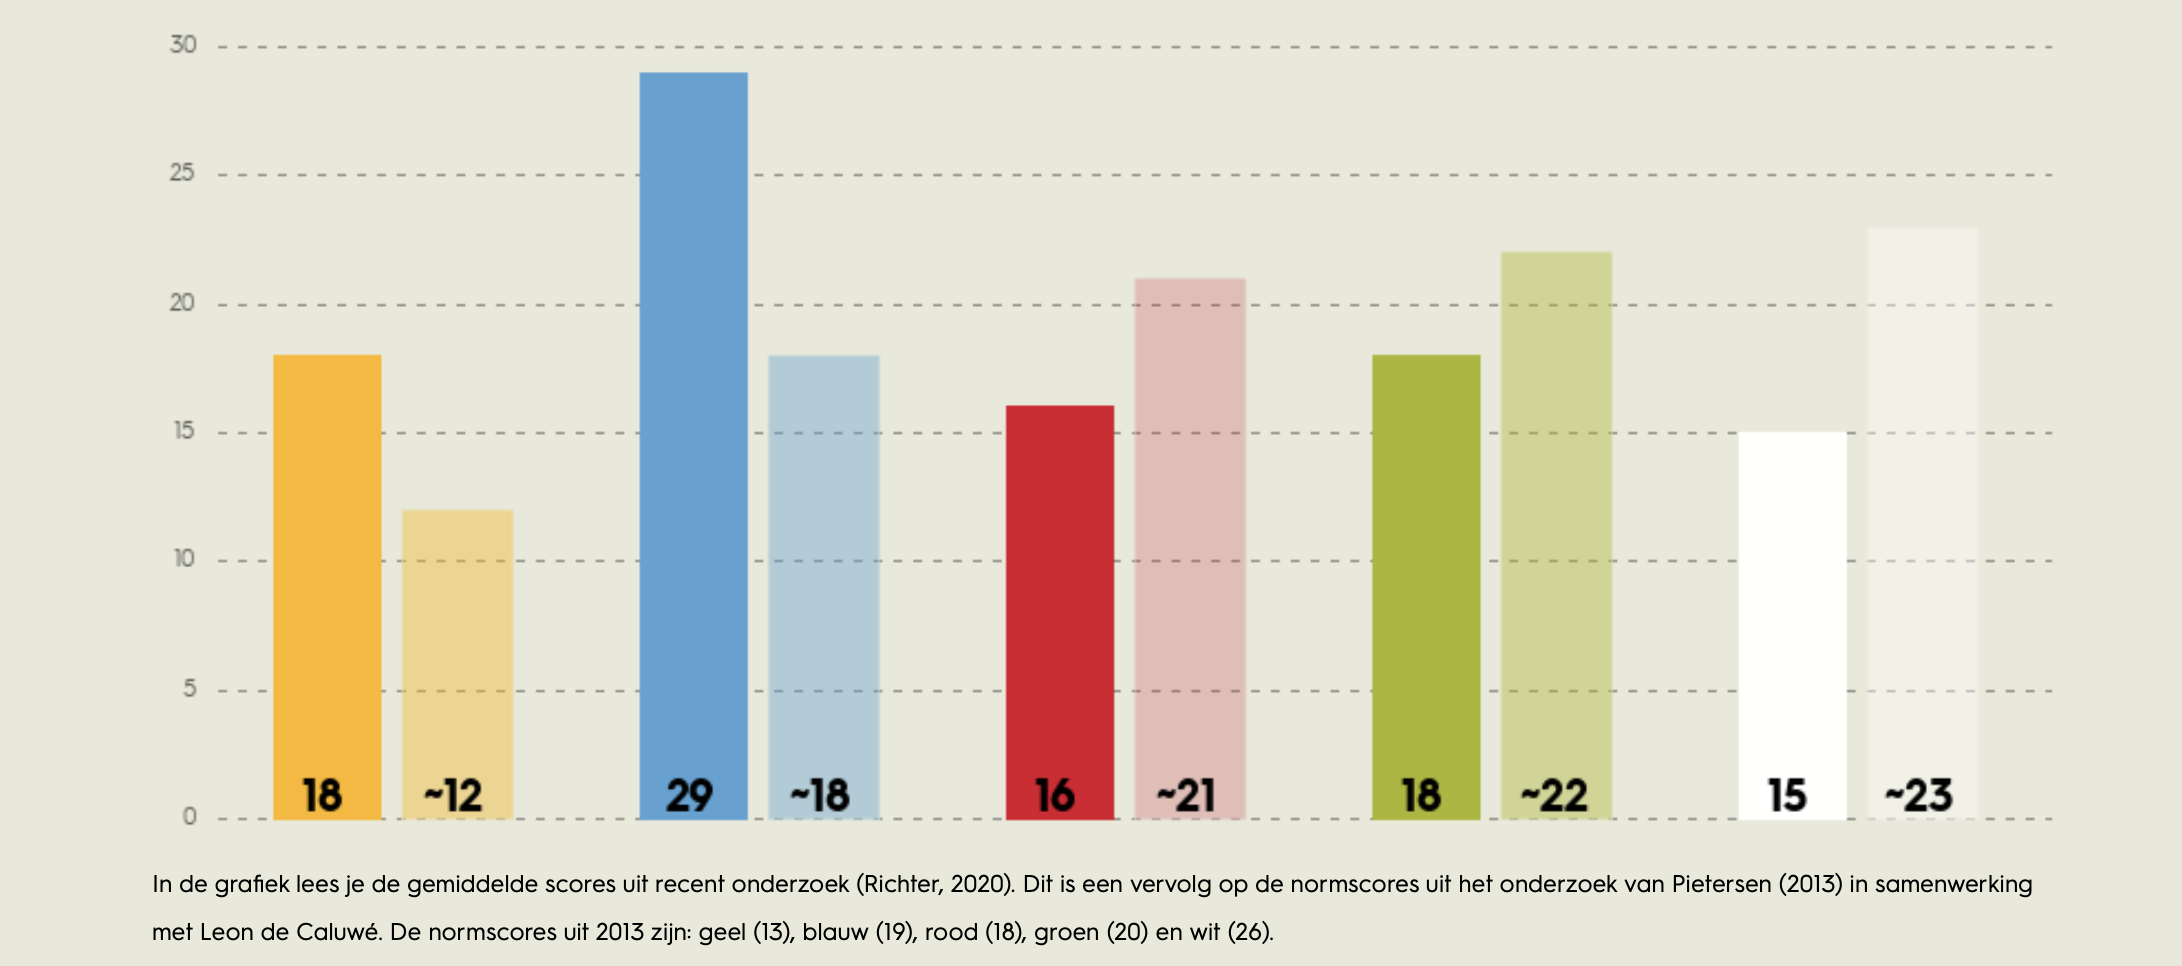 30
25
20
15
10
5
0
18 ~12 29 ~18 16 ~21 18 ~22 15 ~23
In de grafiek lees je de gemiddelde scores uit recent onderzoek (Richter, 2020). Dit is een vervolg op de normscores uit het onderzoek van Pietersen (2013) in samenwerking
met Leon de Caluwé. De normscores uit 2013 zijn: geel (13), blauw (19), rood (18), groen (20) en wit (26).